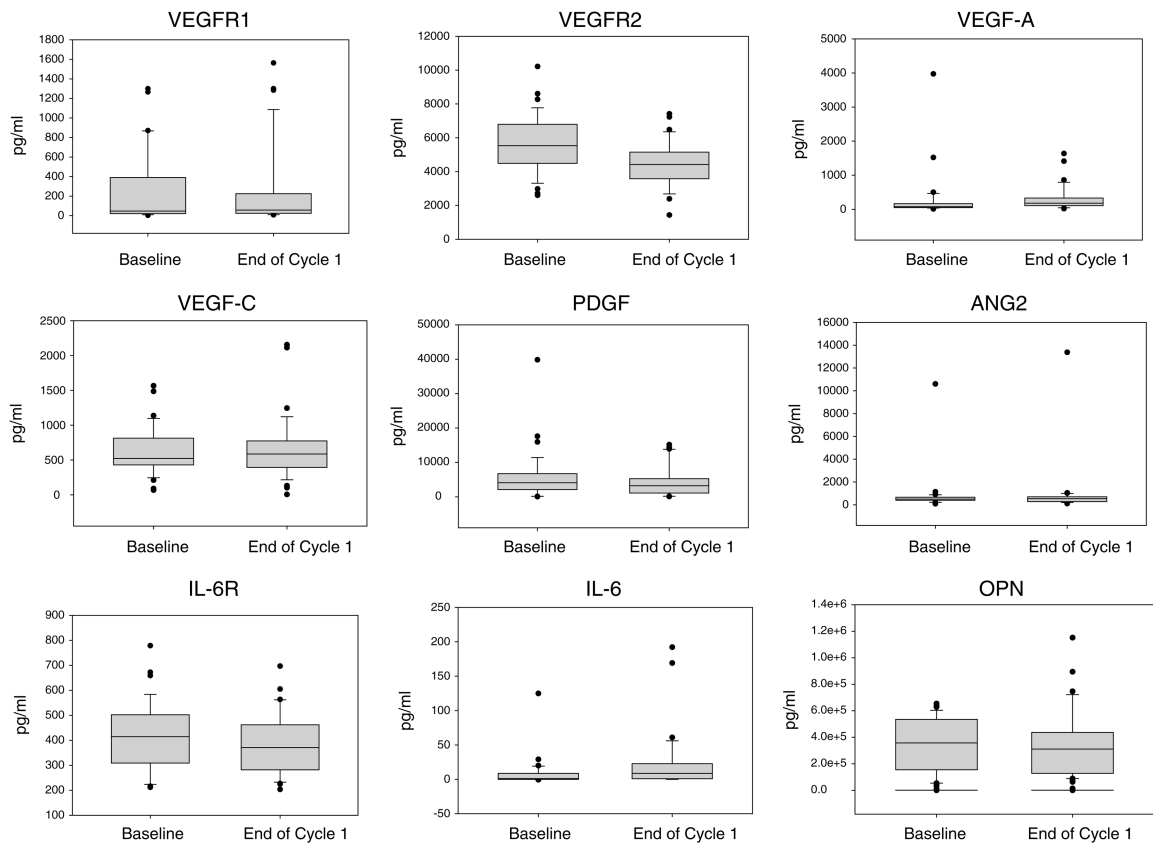 VEGFR1
VEGFR2
VEGF-A
1800
1600
1400
1200
1000
800
600
400
200
0
pg/ml
Baseline
End of Cycle 1
12000
10000
8000
6000
4000
2000
0
pg/ml
Baseline
End of Cycle 1
5000
4000
3000
2000
1000
0
pg/ml
Baseline
End of Cycle 1
VEGF-C
PDGF
ANG2
2500
2000
1500
1000
500
0
pg/ml
Baseline
End of Cycle 1
50000
40000
30000
20000
10000
0
pg/ml
Baseline
End of Cycle 1
16000
14000
12000
10000
8000
6000
4000
2000
0
pg/ml
Baseline
End of Cycle 1
IL-6R
IL-6
OPN
900
800
700
600
500
400
300
200
100
pg/ml
Baseline
End of Cycle 1
250
200
150
100
50
0
-50
pg/ml
Baseline
End of Cycle 1
1.4e+6
1.2e+6
1.0e+6
8.0e+5
6.0e+5
4.0e+5
2.0e+5
0.0
pg/ml
Baseline
End of Cycle 1